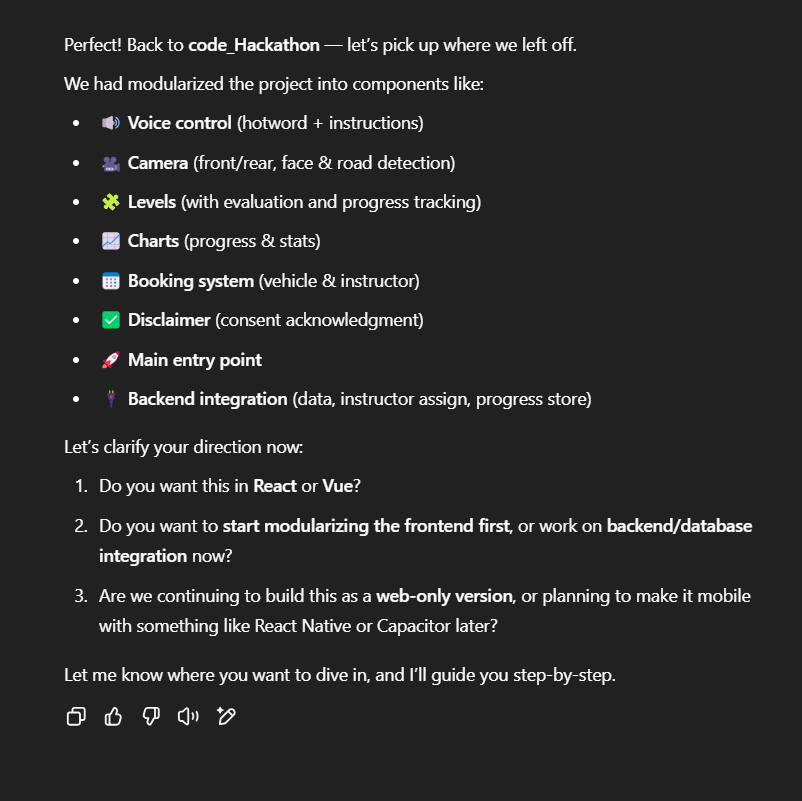 Perfect! Back to code_Hackathon — let's pick up where we left off.
We had modularized the project into components like:
• 🔊 Voice control (hotword + instructions)
• 🎥 Camera (front/rear, face & road detection)
• 🧩 Levels (with evaluation and progress tracking)
• 📈 Charts (progress & stats)
• 📅 Booking system (vehicle & instructor)
• ✅ Disclaimer (consent acknowledgment)
• 🚀 Main entry point
• 🔌 Backend integration (data, instructor assign, progress store)
Let's clarify your direction now:
1. Do you want this in React or Vue?
2. Do you want to start modularizing the frontend first, or work on backend/database
integration now?
3. Are we continuing to build this as a web-only version, or planning to make it mobile
with something like React Native or Capacitor later?
Let me know where you want to dive in, and I'll guide you step-by-step.